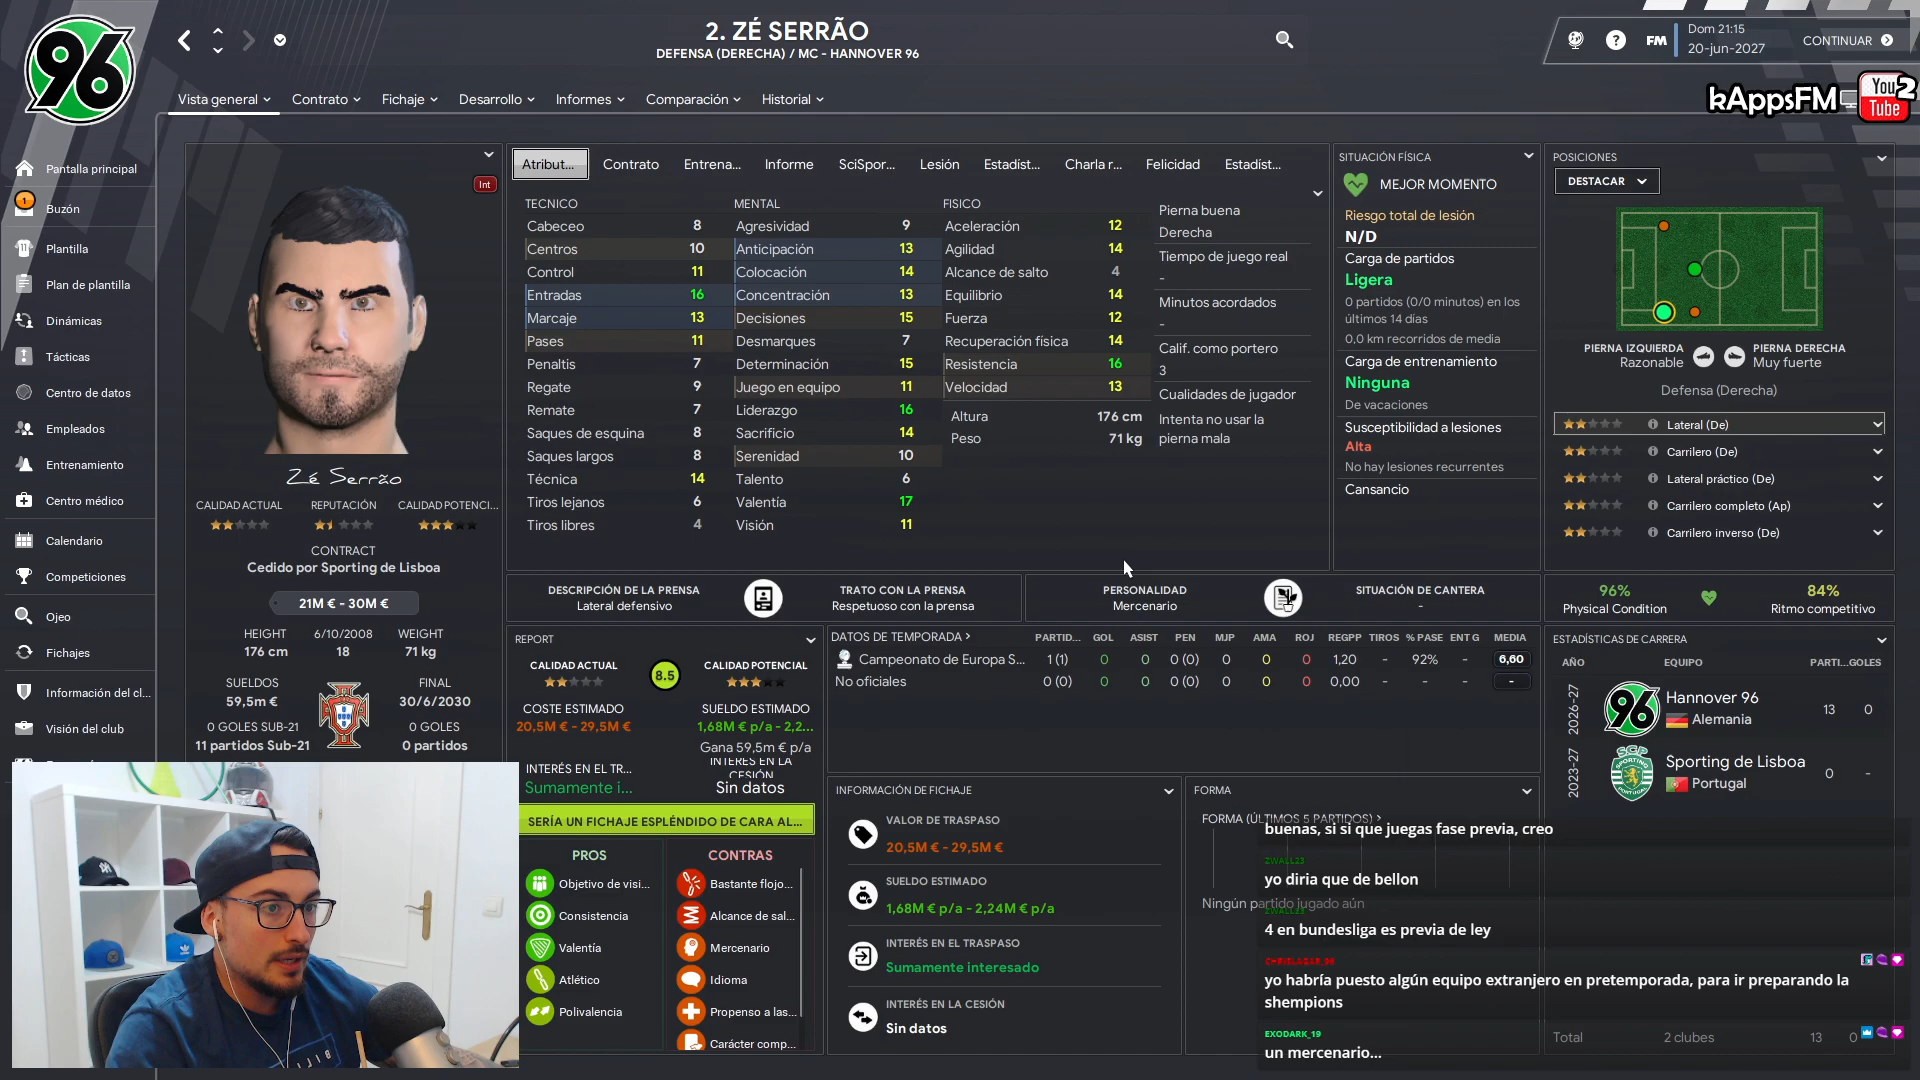 2. ZÉ SERRÃO
DEFENSA (DERECHA) / MC - HANNOVER 96
FM
Dom 21:15
20-jun-2027
CONTINUAR
kAppsFM
You2
Tube
96
Vista general
Contrato
Fichaje
Desarrollo
Informes
Comparación
Historial
Pantalla principal
1
Buzón
Plantilla
Plan de plantilla
Dinámicas
Tácticas
Centro de datos
Empleados
Entrenamiento
Centro médico
Calendario
Competiciones
Ojeo
Fichajes
Información del cl...
Visión del club
Int
Zé Serrão
CALIDAD ACTUAL
REPUTACIÓN
CALIDAD POTENCI...
CONTRACT
Cedido por Sporting de Lisboa
21M € - 30M €
HEIGHT
6/10/2008
WEIGHT
176 cm
18
71 kg
SUELDOS
FINAL
59,5m €
30/6/2030
0 GOLES SUB-21
0 GOLES
11 partidos Sub-21
0 partidos
Atribut...
Contrato
Entrena...
Informe
SciSpor...
Lesión
Estadíst...
Charla r...
Felicidad
Estadíst...
TECNICO
MENTAL
FISICO
Cabeceo 8
Agresividad 9
Aceleración 12
Centros 10
Anticipación 13
Agilidad 14
Control 11
Colocación 14
Alcance de salto 4
Entradas 16
Concentración 13
Equilibrio 14
Marcaje 13
Decisiones 15
Fuerza 12
Pases 11
Desmarques 7
Recuperación física 14
Penaltis 7
Determinación 15
Resistencia 16
Regate 9
Juego en equipo 11
Velocidad 13
Remate 7
Liderazgo 16
Altura 176 cm
Saques de esquina 8
Sacrificio 14
Peso 71 kg
Saques largos 8
Serenidad 10
Técnica 14
Talento 6
Tiros lejanos 6
Valentía 17
Tiros libres 4
Visión 11
Pierna buena
Derecha
Tiempo de juego real
-
Minutos acordados
-
Calif. como portero
3
Cualidades de jugador
Intenta no usar la
pierna mala
SITUACIÓN FÍSICA
MEJOR MOMENTO
Riesgo total de lesión
N/D
Carga de partidos
Ligera
0 partidos (0/0 minutos) en los
últimos 14 días
0,0 km recorridos de media
Carga de entrenamiento
Ninguna
De vacaciones
Susceptibilidad a lesiones
Alta
No hay lesiones recurrentes
Cansancio
POSICIONES
DESTACAR
PIERNA IZQUIERDA
Razonable
PIERNA DERECHA
Muy fuerte
Defensa (Derecha)
Lateral (De)
Carrilero (De)
Lateral práctico (De)
Carrilero completo (Ap)
Carrilero inverso (De)
DESCRIPCIÓN DE LA PRENSA
Lateral defensivo
TRATO CON LA PRENSA
Respetuoso con la prensa
PERSONALIDAD
Mercenario
SITUACIÓN DE CANTERA
-
96%
Physical Condition
84%
Ritmo competitivo
REPORT
CALIDAD ACTUAL
8.5
CALIDAD POTENCIAL
COSTE ESTIMADO
SUELDO ESTIMADO
20,5M € - 29,5M €
1,68M € p/a - 2,2...
Gana 59,5m € p/a
INTERÉS EN EL TR...
INTERÉS EN LA
CESIÓN
Sumamente i...
Sin datos
SERÍA UN FICHAJE ESPLÉNDIDO DE CARA AL...
PROS
CONTRAS
Objetivo de visi...
Bastante flojo...
Consistencia
Alcance de sal...
Valentía
Mercenario
Atlético
Idioma
Polivalencia
Propenso a las...
Carácter comp...
DATOS DE TEMPORADA >
PARTID... GOL ASIST PEN MJP AMA ROJ REGPP TIROS % PASE ENT G MEDIA
Campeonato de Europa S... 1 (1) 0 0 0 (0) 0 0 0 1,20 - 92% - 6,60
No oficiales 0 (0) 0 0 0 (0) 0 0 0 0,00 - - - -
INFORMACIÓN DE FICHAJE
VALOR DE TRASPASO
20,5M € - 29,5M €
SUELDO ESTIMADO
1,68M € p/a - 2,24M € p/a
INTERÉS EN EL TRASPASO
Sumamente interesado
INTERÉS EN LA CESIÓN
Sin datos
FORMA
FORMA (ÚLTIMOS 5 PARTIDOS) >
Ningún partido jugado aún
ESTADÍSTICAS DE CARRERA
AÑO EQUIPO PARTI... GOLES
2026-27
Hannover 96
Alemania
13 0
2023-27
SCP
SPORTING
Sporting de Lisboa
Portugal
0 -
Total 2 clubes 13 0
buenas, si si que juegas fase previa, creo
ZWALL23
yo diria que de bellon
ZWALL23
4 en bundesliga es previa de ley
yo habría puesto algún equipo extranjero en pretemporada, para ir preparando la
shempions
EXODARK_19
un mercenario...